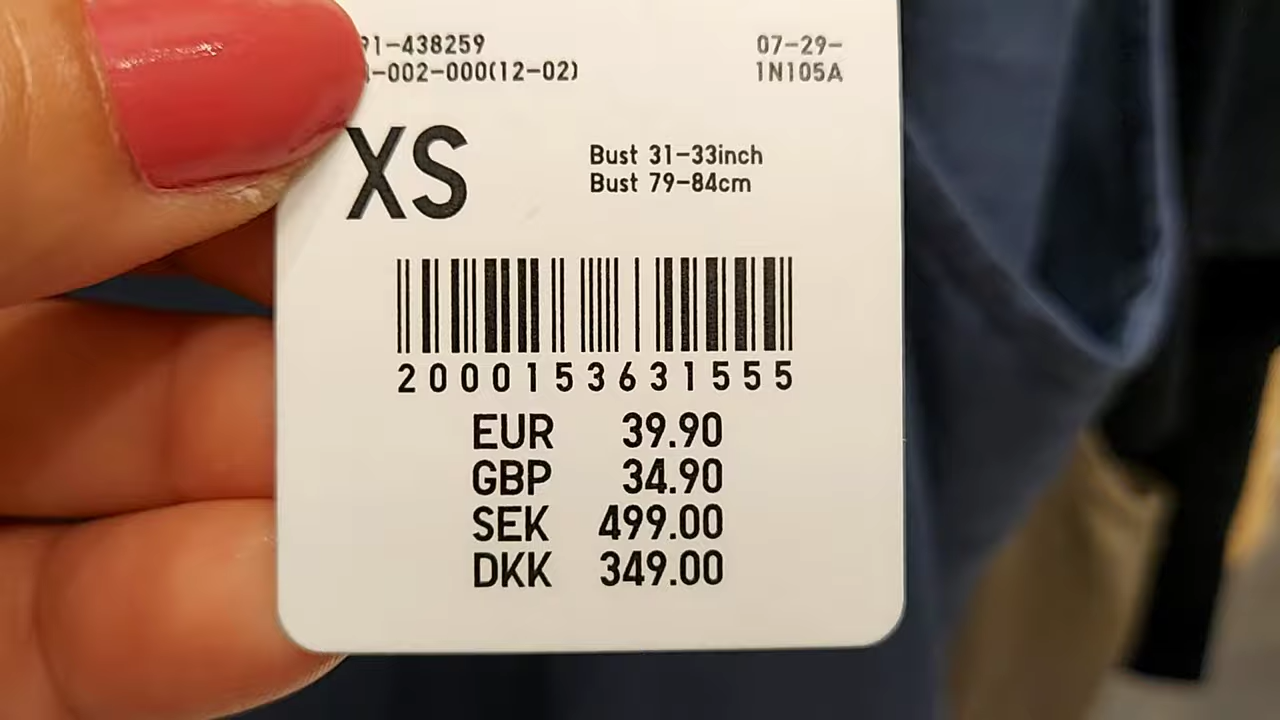 1-438259 07-29-
-002-000(12-02) 1N105A
XS
Bust 31-33inch
Bust 79-84cm
2000153631555
EUR 39.90
GBP 34.90
SEK 499.00
DKK 349.00